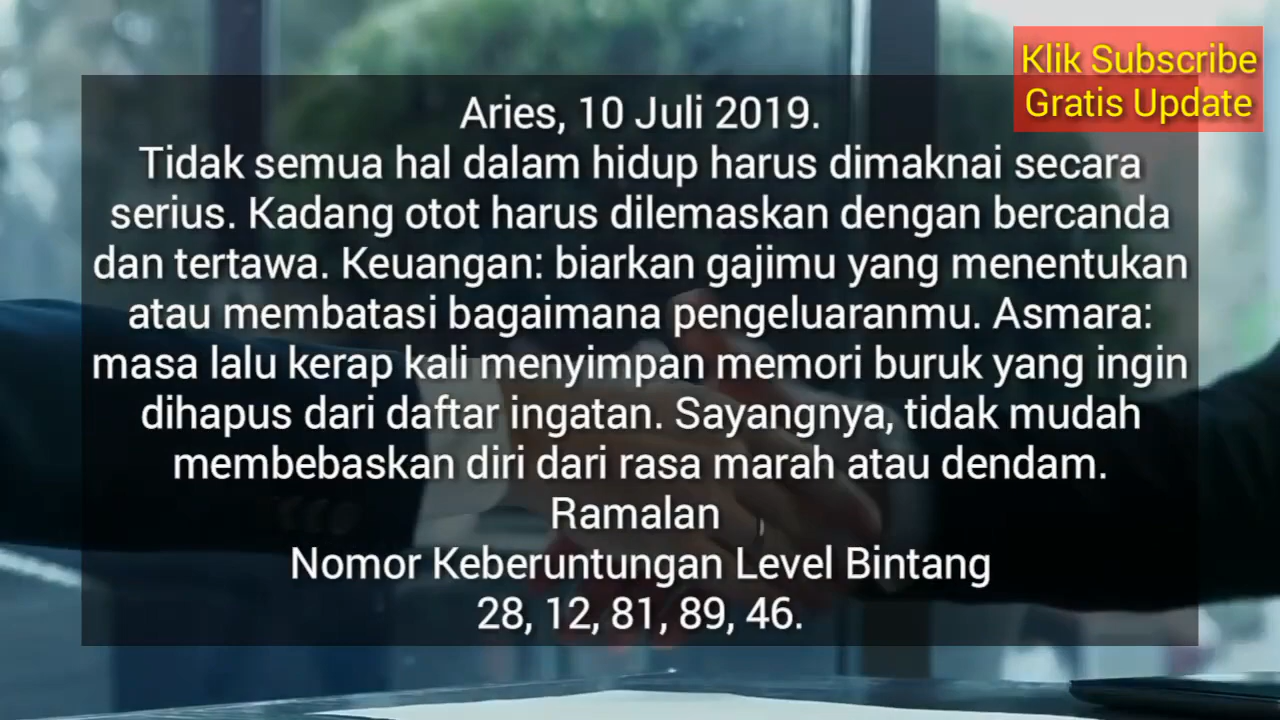 Klik Subscribe
Gratis Update
Aries, 10 Juli 2019.
Tidak semua hal dalam hidup harus dimaknai secara
serius. Kadang otot harus dilemaskan dengan bercanda
dan tertawa. Keuangan: biarkan gajimu yang menentukan
atau membatasi bagaimana pengeluaranmu. Asmara:
masa lalu kerap kali menyimpan memori buruk yang ingin
dihapus dari daftar ingatan. Sayangnya, tidak mudah
membebaskan diri dari rasa marah atau dendam.
Ramalan
Nomor Keberuntungan Level Bintang
28, 12, 81, 89, 46.